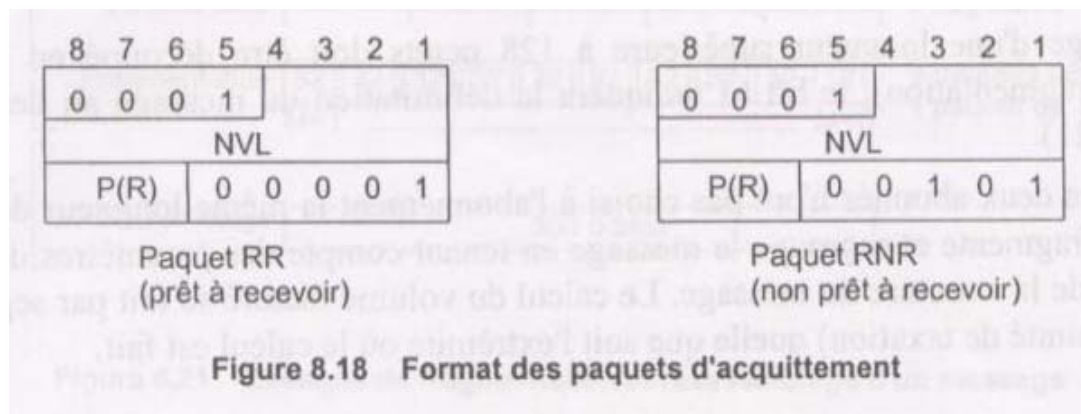 8 7 6 5 4 3 2 1
0 0 0 1
NVL
P(R) 0 0 0 0 1
Paquet RR
(prêt à recevoir)
8 7 6 5 4 3 2 1
0 0 0 1
NVL
P(R) 0 0 1 0 1
Paquet RNR
(non prêt à recevoir)
Figure 8.18 Format des paquets d'acquittement